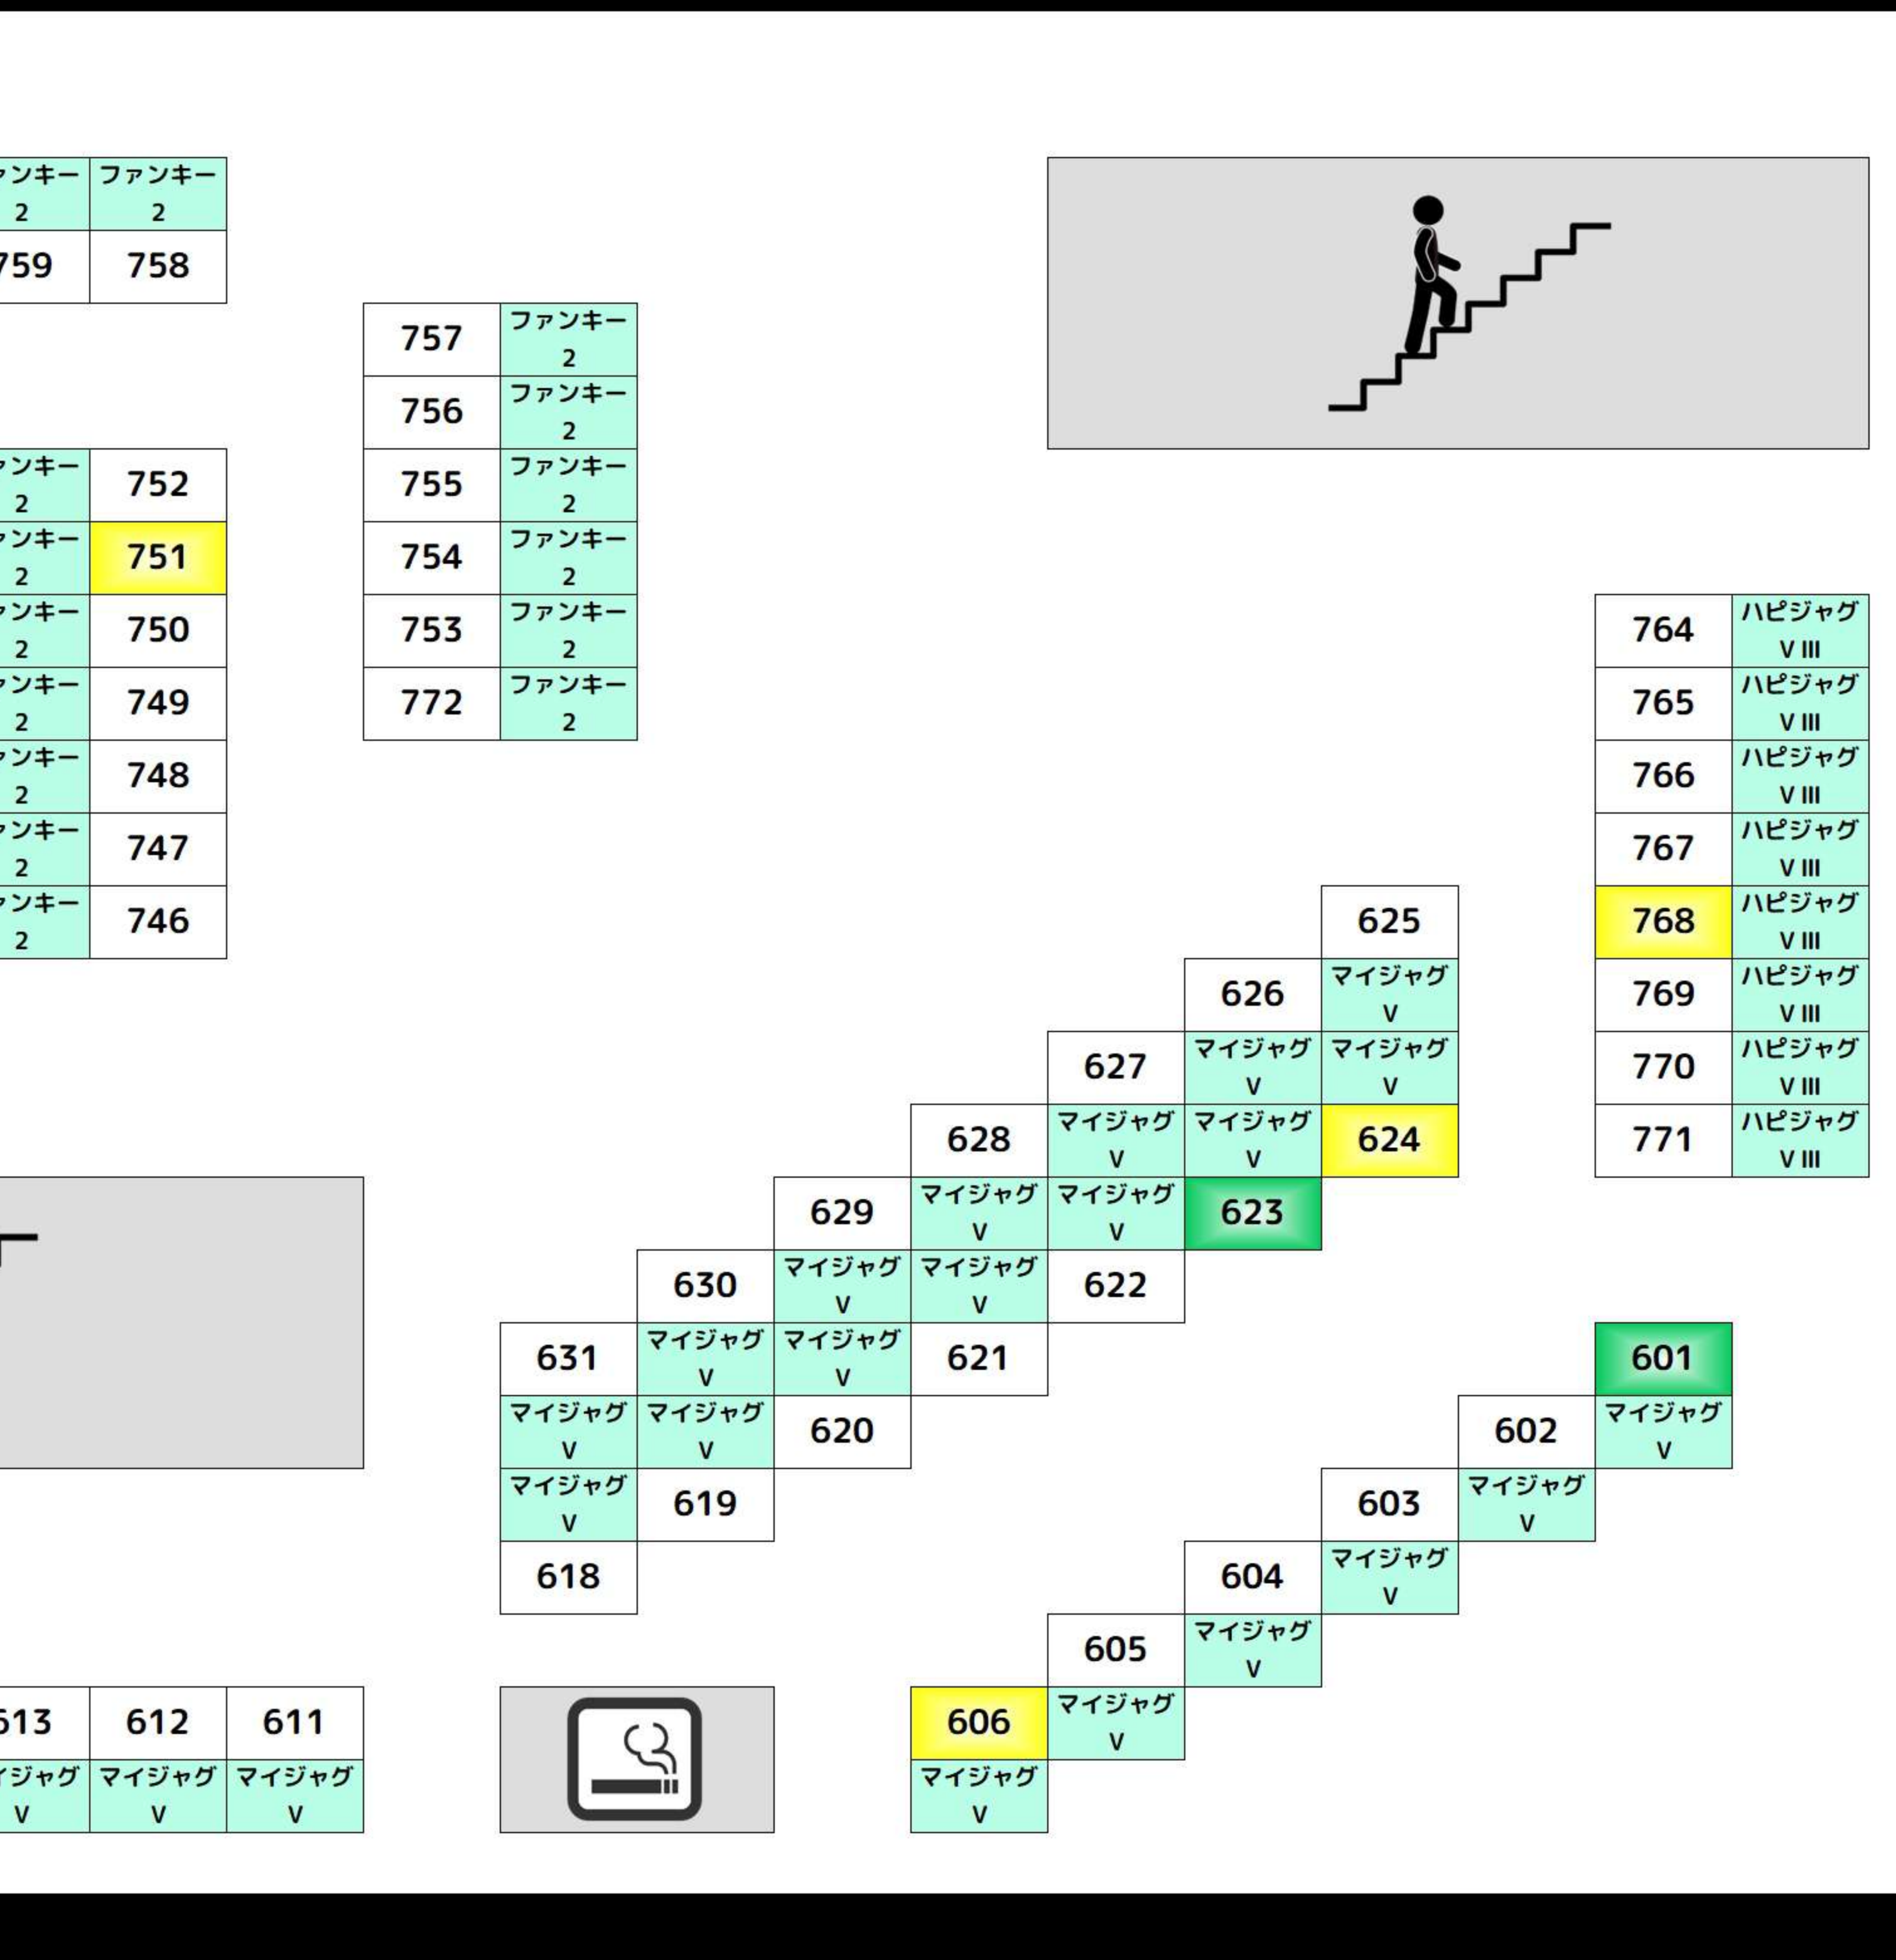 ァンキー ファンキー
2 2
759 758
757 ファンキー
2
756 ファンキー
2
ァンキー 752 755 ファンキー
2 2
ァンキー 751 754 ファンキー
2 2
ァンキー 750 753 ファンキー 764 ハピジャグ
2 2 V III
ァンキー 749 772 ファンキー 765 ハピジャグ
2 2 V III
ァンキー 748 766 ハピジャグ
2 V III
ァンキー 747 767 ハピジャグ
2 V III
ァンキー 746 625 768 ハピジャグ
2 V III
626 マイジャグ 769 ハピジャグ
V V III
627 マイジャグ マイジャグ 770 ハピジャグ
V V V III
628 マイジャグ マイジャグ 624 771 ハピジャグ
V V V III
629 マイジャグ マイジャグ 623
V V
630 マイジャグ マイジャグ 622
V V
631 マイジャグ マイジャグ 621 601
V V
マイジャグ マイジャグ 620 602 マイジャグ
V V V
マイジャグ 619 603 マイジャグ
V V
618 604 マイジャグ
V
605 マイジャグ
V
613 612 611 606 マイジャグ
V
イジャグ マイジャグ マイジャグ マイジャグ
V V V V